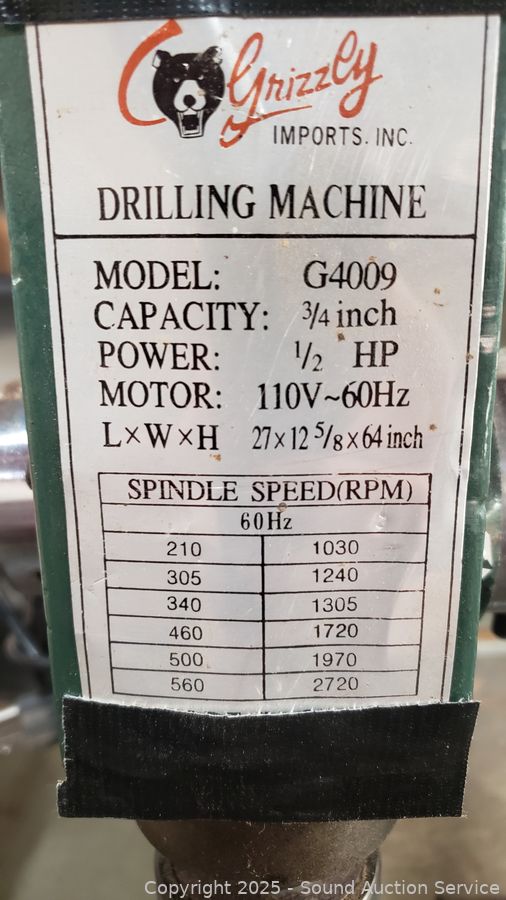 Grizzly
IMPORTS. INC.
DRILLING MACHINE
MODEL: G4009
CAPACITY: 3/4 inch
POWER: 1/2 HP
MOTOR: 110V~60Hz
L×W×H 27×12 5/8×64 inch
SPINDLE SPEED(RPM)
60Hz
210 1030
305 1240
340 1305
460 1720
500 1970
560 2720
Copyright 2025 - Sound Auction Service